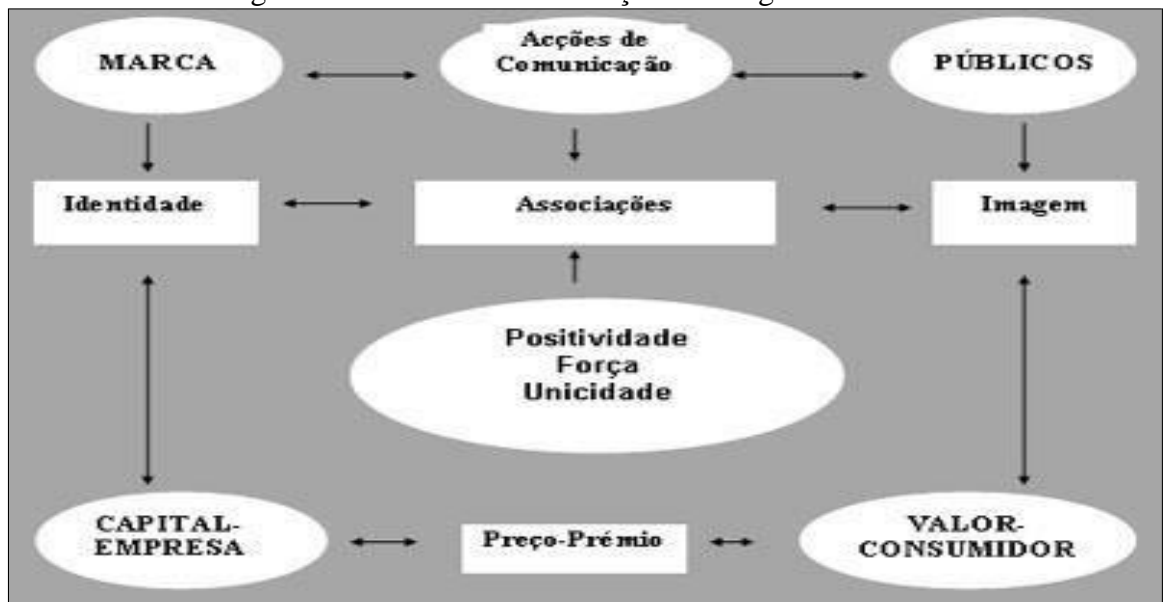 MARCA
Acções de
Comunicação
PÚBLICOS
Identidade
Associações
Imagem
Positividade
Força
Unicidade
CAPITAL-
EMPRESA
Preço-Prémio
VALOR-
CONSUMIDOR